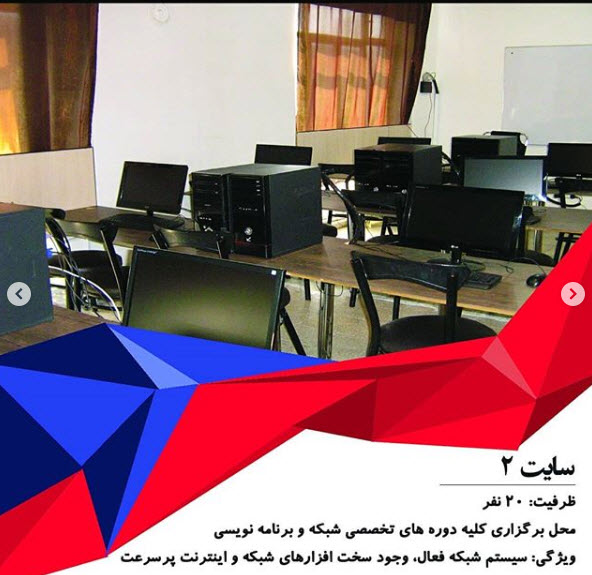 سایت ۲
ظرفیت: ۲۰ نفر
محل برگزاری کلیه دوره های تخصصی شبکه و برنامه نویسی
ویژگی: سیستم شبکه فعال، وجود سخت افزارهای شبکه و اینترنت پرسرعت